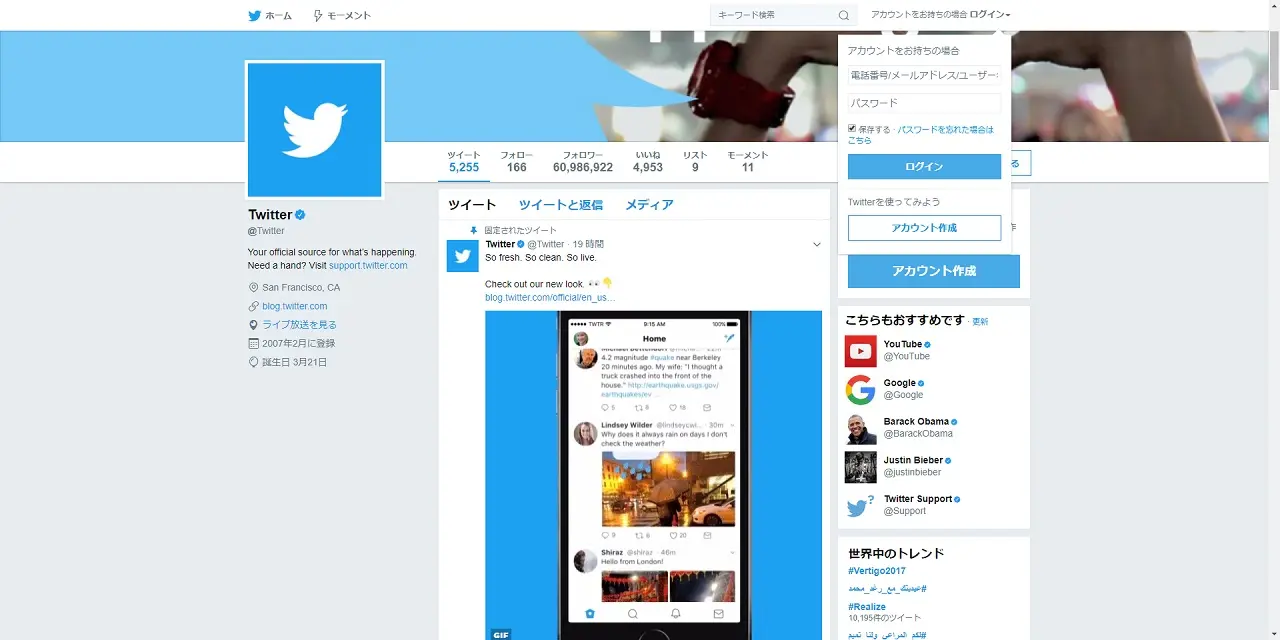 ホーム
モーメント
キーワード検索
アカウントをお持ちの場合 ログイン
アカウントをお持ちの場合
電話番号/メールアドレス/ユーザー
パスワード
保存する · パスワードを忘れた場合は
こちら
ログイン
る
Twitterを使ってみよう
アカウント作成
アカウント作成
ツイート
5,255
フォロー
166
フォロワー
60,986,922
いいね
4,953
リスト
9
モーメント
11
Twitter
@Twitter
Your official source for what's happening.
Need a hand? Visit support.twitter.com
San Francisco, CA
blog.twitter.com
ライブ放送を見る
2007年2月に登録
誕生日 3月21日
ツイート ツイートと返信 メディア
固定されたツイート
Twitter @Twitter · 19 時間
So fresh. So clean. So live.
Check out our new look. 👀👇
blog.twitter.com/official/en_us…
TWTR 9:15 AM 100%
Home
4.2 magnitude #quake near Berkeley
20 minutes ago. My wife: "I thought a
truck crashed into the front of the
house." http://earthquake.usgs.gov/
earthquakes/ev ...
5 8 18
Lindsey Wilder @lindseycwi... · 30m
Why does it always rain on days I don't
check the weather?
9 6 20
Shiraz @shiraz · 46m
Hello from London!
GIF
こちらもおすすめです · 更新
YouTube
@YouTube
Google
@Google
Barack Obama
@BarackObama
Justin Bieber
@justinbieber
Twitter Support
@Support
世界中のトレンド
#Vertigo2017
#عيديتك_مع_رغد_محمد
#Realize
10,195件のツイート